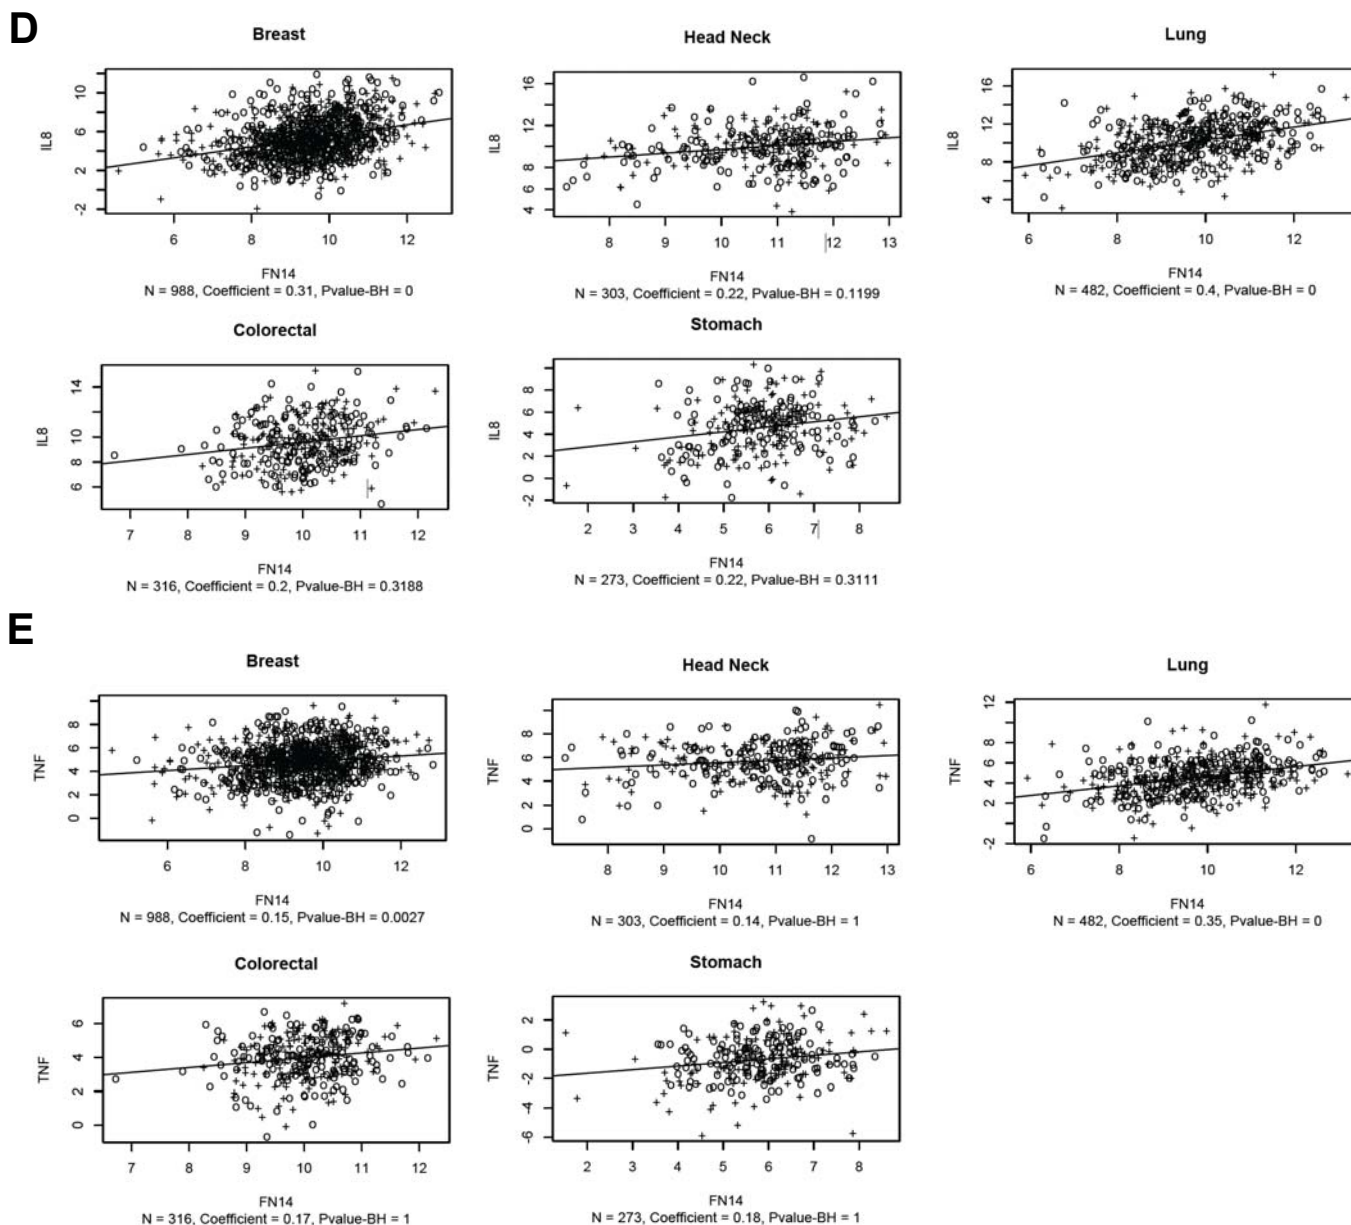 D
Breast
IL8
10
6
2
-2
6 8 10 12
FN14
N = 988, Coefficient = 0.31, Pvalue-BH = 0
Head Neck
IL8
16
12
8
6
4
8 9 10 11 12 13
FN14
N = 303, Coefficient = 0.22, Pvalue-BH = 0.1199
Lung
IL8
16
12
8
4
6 8 10 12
FN14
N = 482, Coefficient = 0.4, Pvalue-BH = 0
Colorectal
IL8
14
10
8
6
7 8 9 10 11 12
FN14
N = 316, Coefficient = 0.2, Pvalue-BH = 0.3188
Stomach
IL8
8
6
4
2
0
-2
2 3 4 5 6 7 8
FN14
N = 273, Coefficient = 0.22, Pvalue-BH = 0.3111
E
Breast
TNF
8
6
4
2
0
6 8 10 12
FN14
N = 988, Coefficient = 0.15, Pvalue-BH = 0.0027
Head Neck
TNF
8
6
4
2
0
8 9 10 11 12 13
FN14
N = 303, Coefficient = 0.14, Pvalue-BH = 1
Lung
TNF
12
8
6
4
2
-2
6 8 10 12
FN14
N = 482, Coefficient = 0.35, Pvalue-BH = 0
Colorectal
TNF
6
4
2
0
7 8 9 10 11 12
FN14
N = 316, Coefficient = 0.17, Pvalue-BH = 1
Stomach
TNF
2
0
-2
-4
-6
2 3 4 5 6 7 8
FN14
N = 273, Coefficient = 0.18, Pvalue-BH = 1